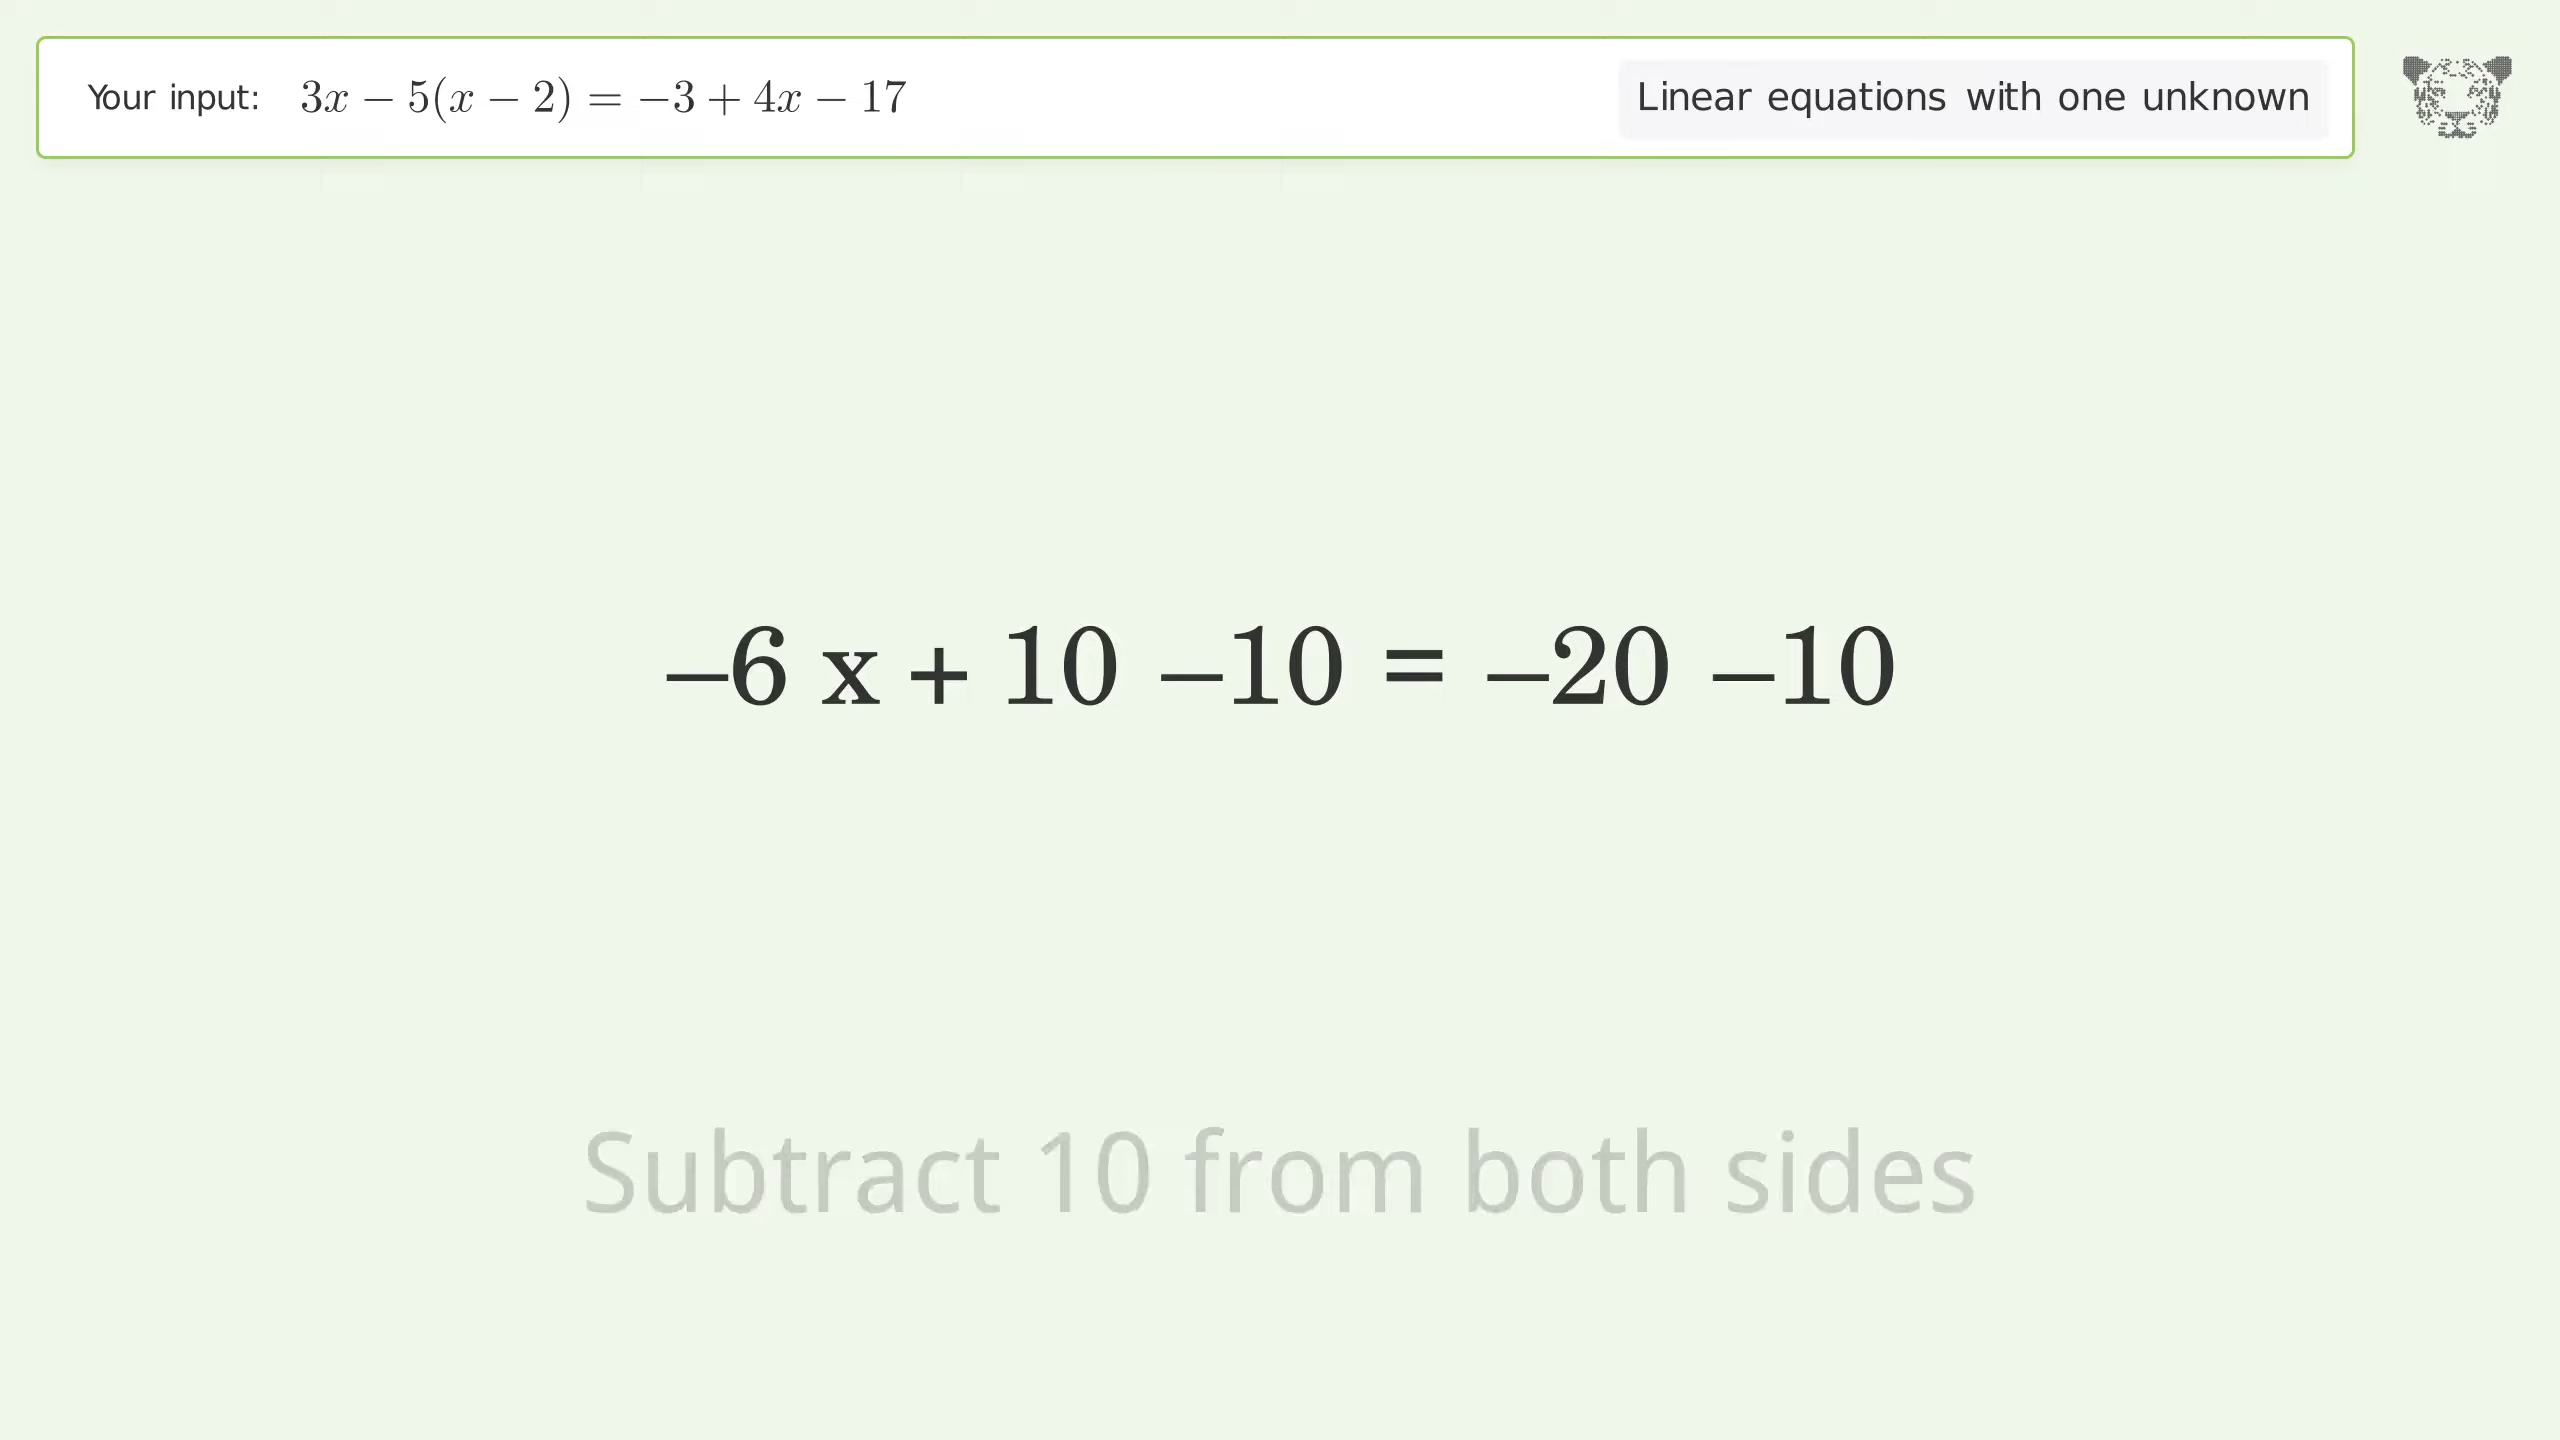 Your input: 3x − 5(x − 2) = −3 + 4x − 17
Linear equations with one unknown
−6 x + 10 −10 = −20 −10
Subtract 10 from both sides